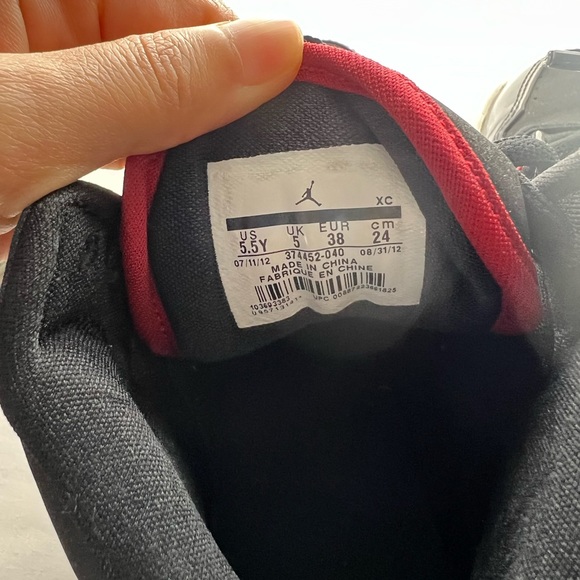 XC
US UK EUR cm
5.5Y 5 38 24
07/11/12 374452-040 08/31/12
MADE IN CHINA
FABRIQUE EN CHINE
UPC